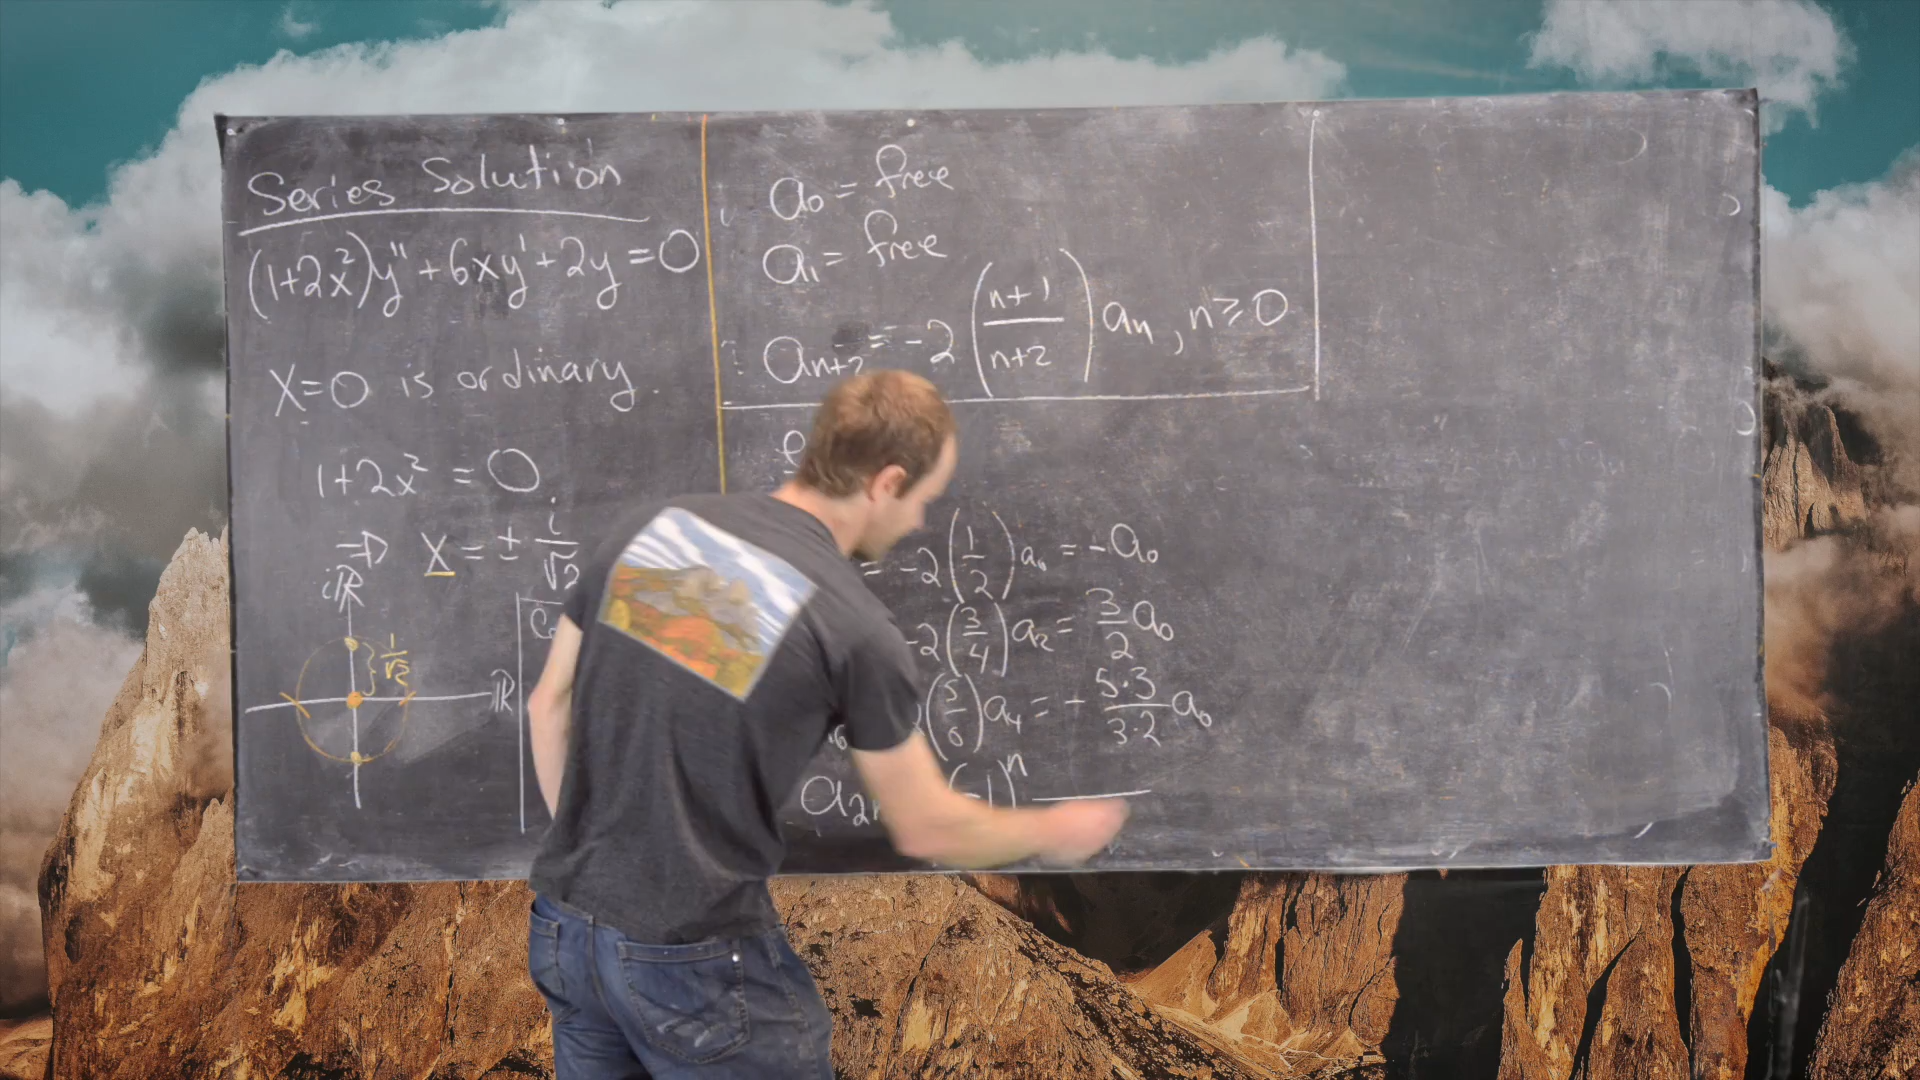 Series Solution
(1+2x²)y"+6xy'+2y=0
X=0 is ordinary.
1+2x² = 0
⇒ X = ± i/√2
iℝ
1/√2
ℝ
a₀ = free
a₁ = free
aₙ₊₂ = -2((n+1)/(n+2))aₙ, n≥0
= -2(1/2)a₀ = -a₀
-2(3/4)a₂ = 3/2 a₀
(5/6)a₄ = - 5·3/3·2 a₀
(-1)ⁿ